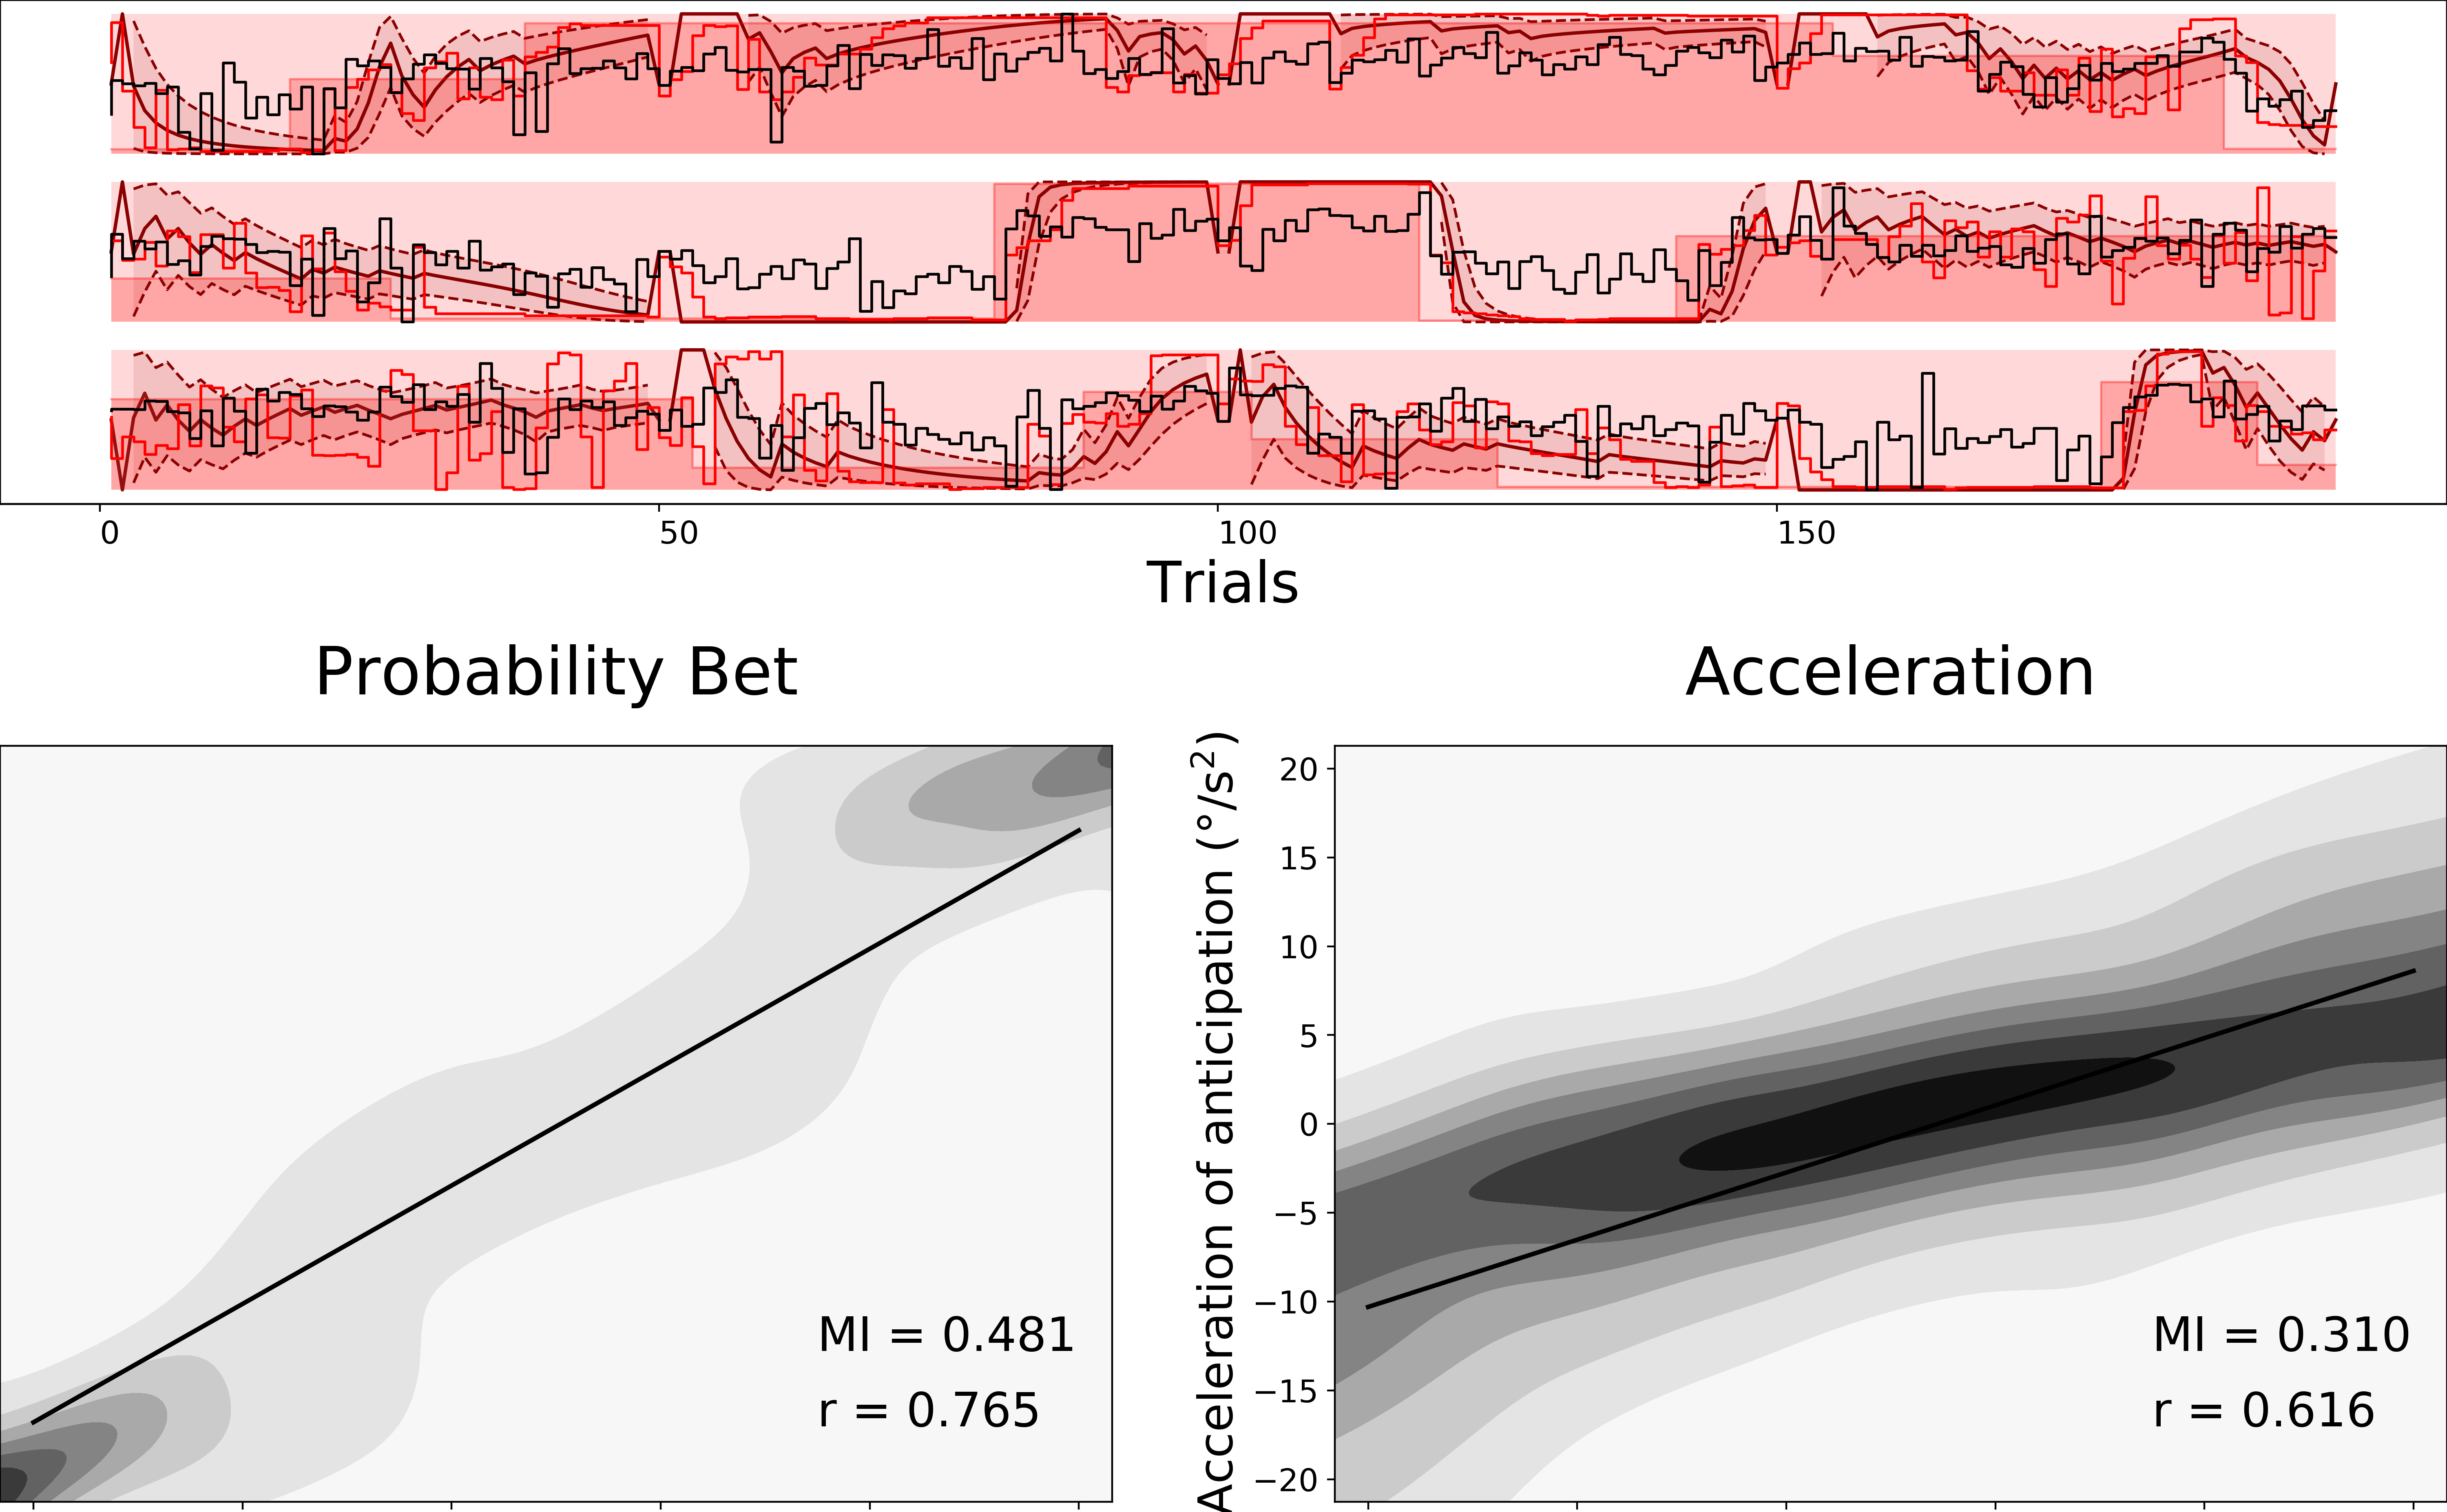 0 50 100 150
Trials
Probability Bet
Acceleration
MI = 0.481
r = 0.765
Acceleration of anticipation (°/s²)
20
15
10
5
0
−5
−10
−15
−20
MI = 0.310
r = 0.616